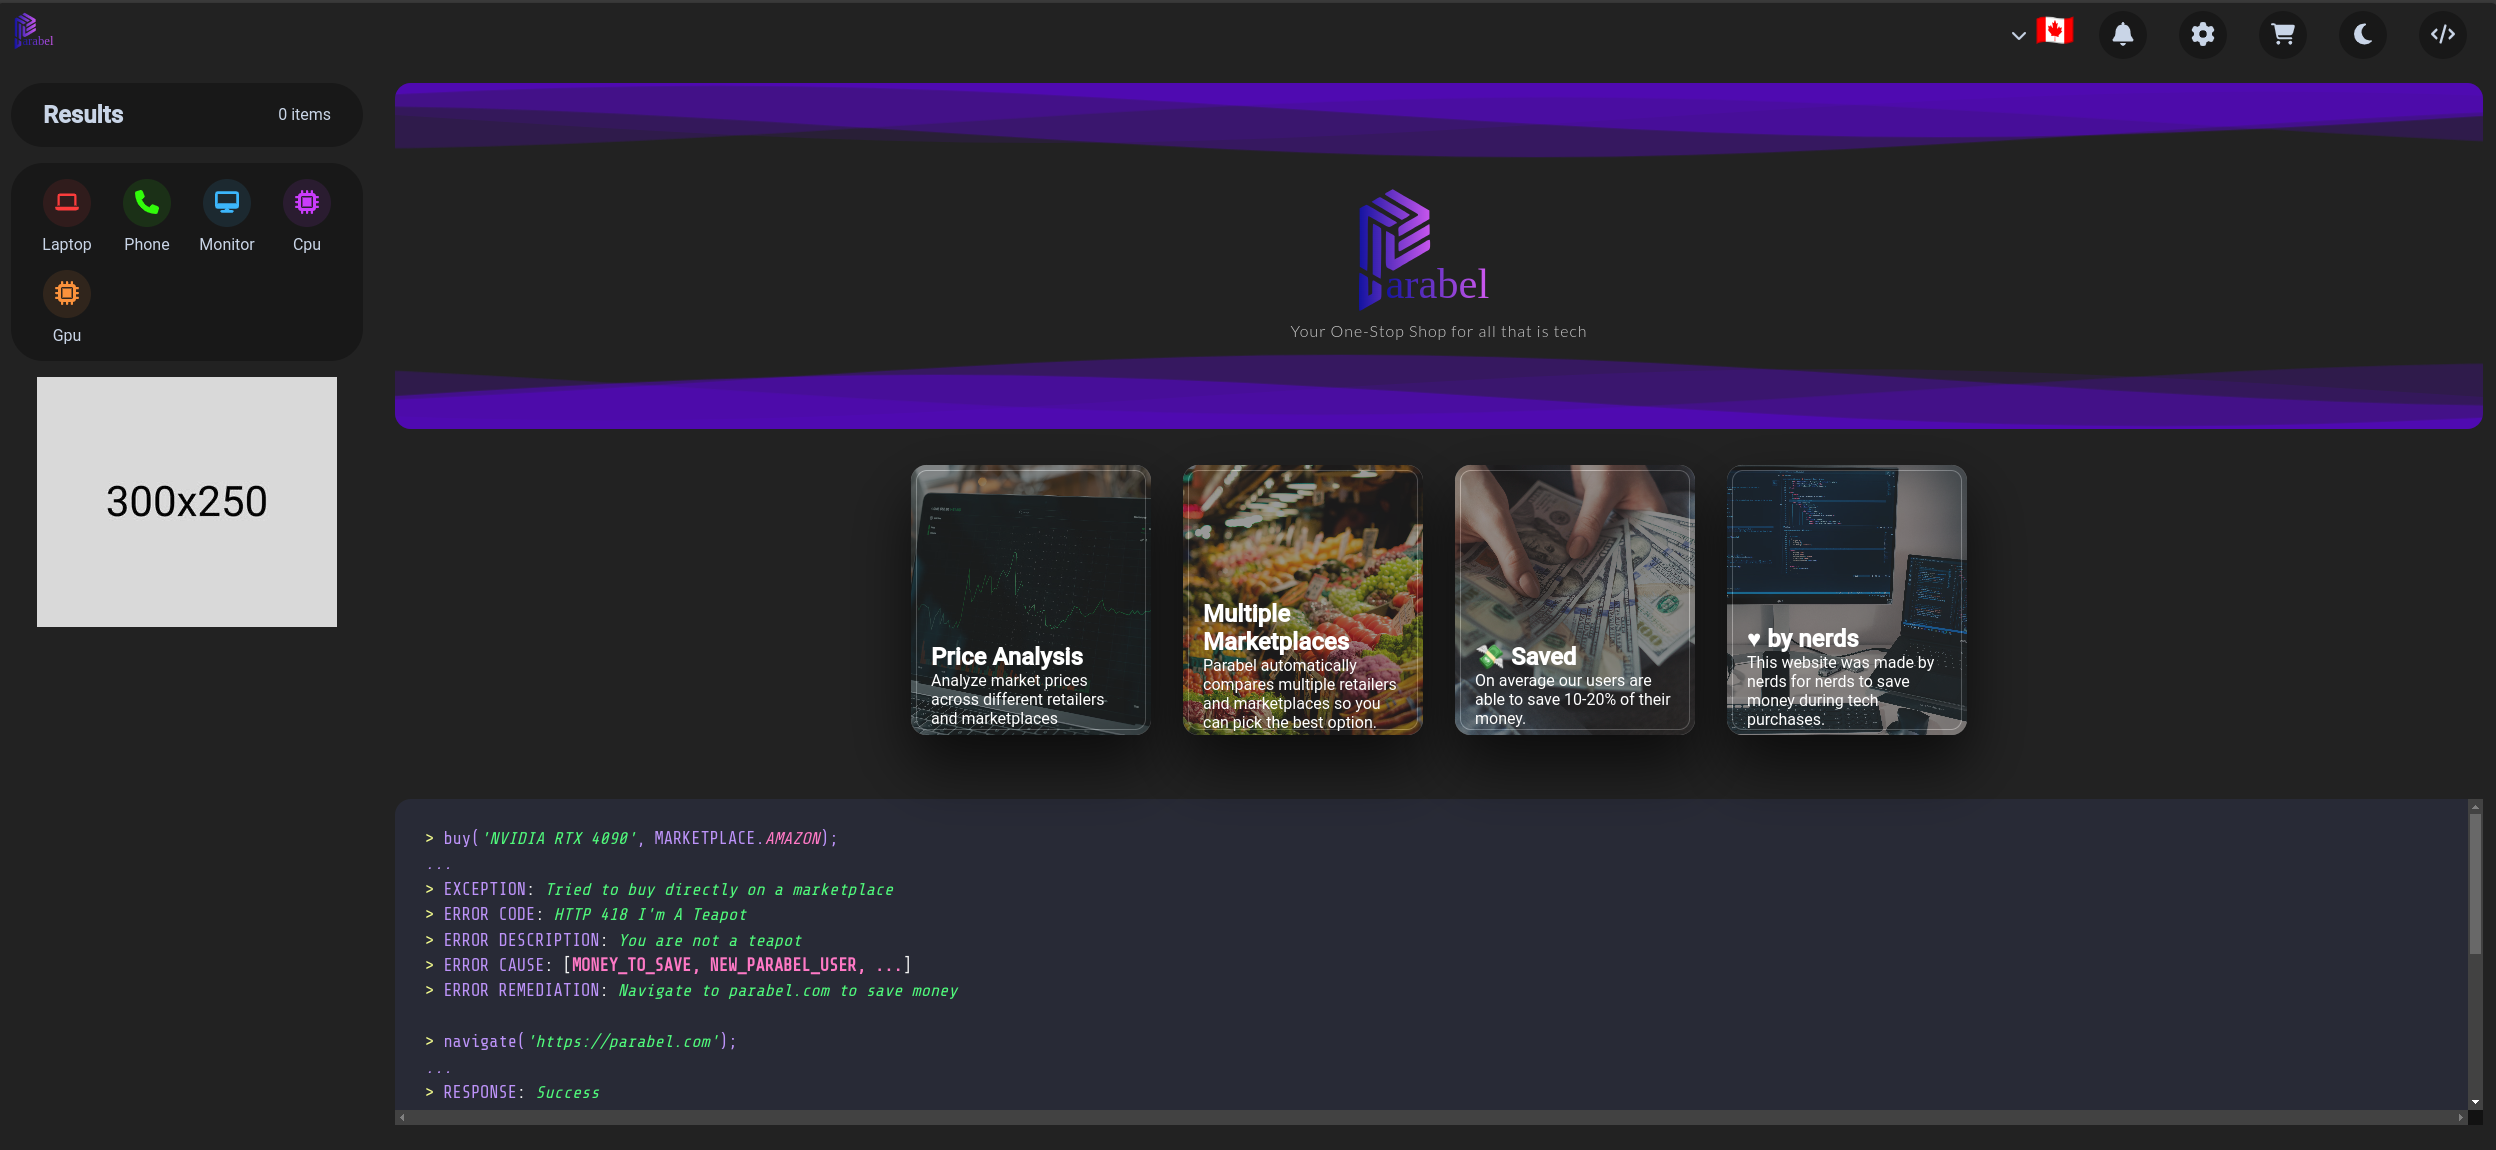 arabel
Results
0 items
Laptop
Phone
Monitor
Cpu
Gpu
300x250
arabel
Your One-Stop Shop for all that is tech
Price Analysis
Analyze market prices
across different retailers
and marketplaces
Multiple
Marketplaces
Parabel automatically
compares multiple retailers
and marketplaces so you
can pick the best option.
💸 Saved
On average our users are
able to save 10-20% of their
money.
♥ by nerds
This website was made by
nerds for nerds to save
money during tech
purchases.
> buy('NVIDIA RTX 4090', MARKETPLACE.AMAZON);
...
> EXCEPTION: Tried to buy directly on a marketplace
> ERROR CODE: HTTP 418 I'm A Teapot
> ERROR DESCRIPTION: You are not a teapot
> ERROR CAUSE: [MONEY_TO_SAVE, NEW_PARABEL_USER, ...]
> ERROR REMEDIATION: Navigate to parabel.com to save money
> navigate('https://parabel.com');
...
> RESPONSE: Success